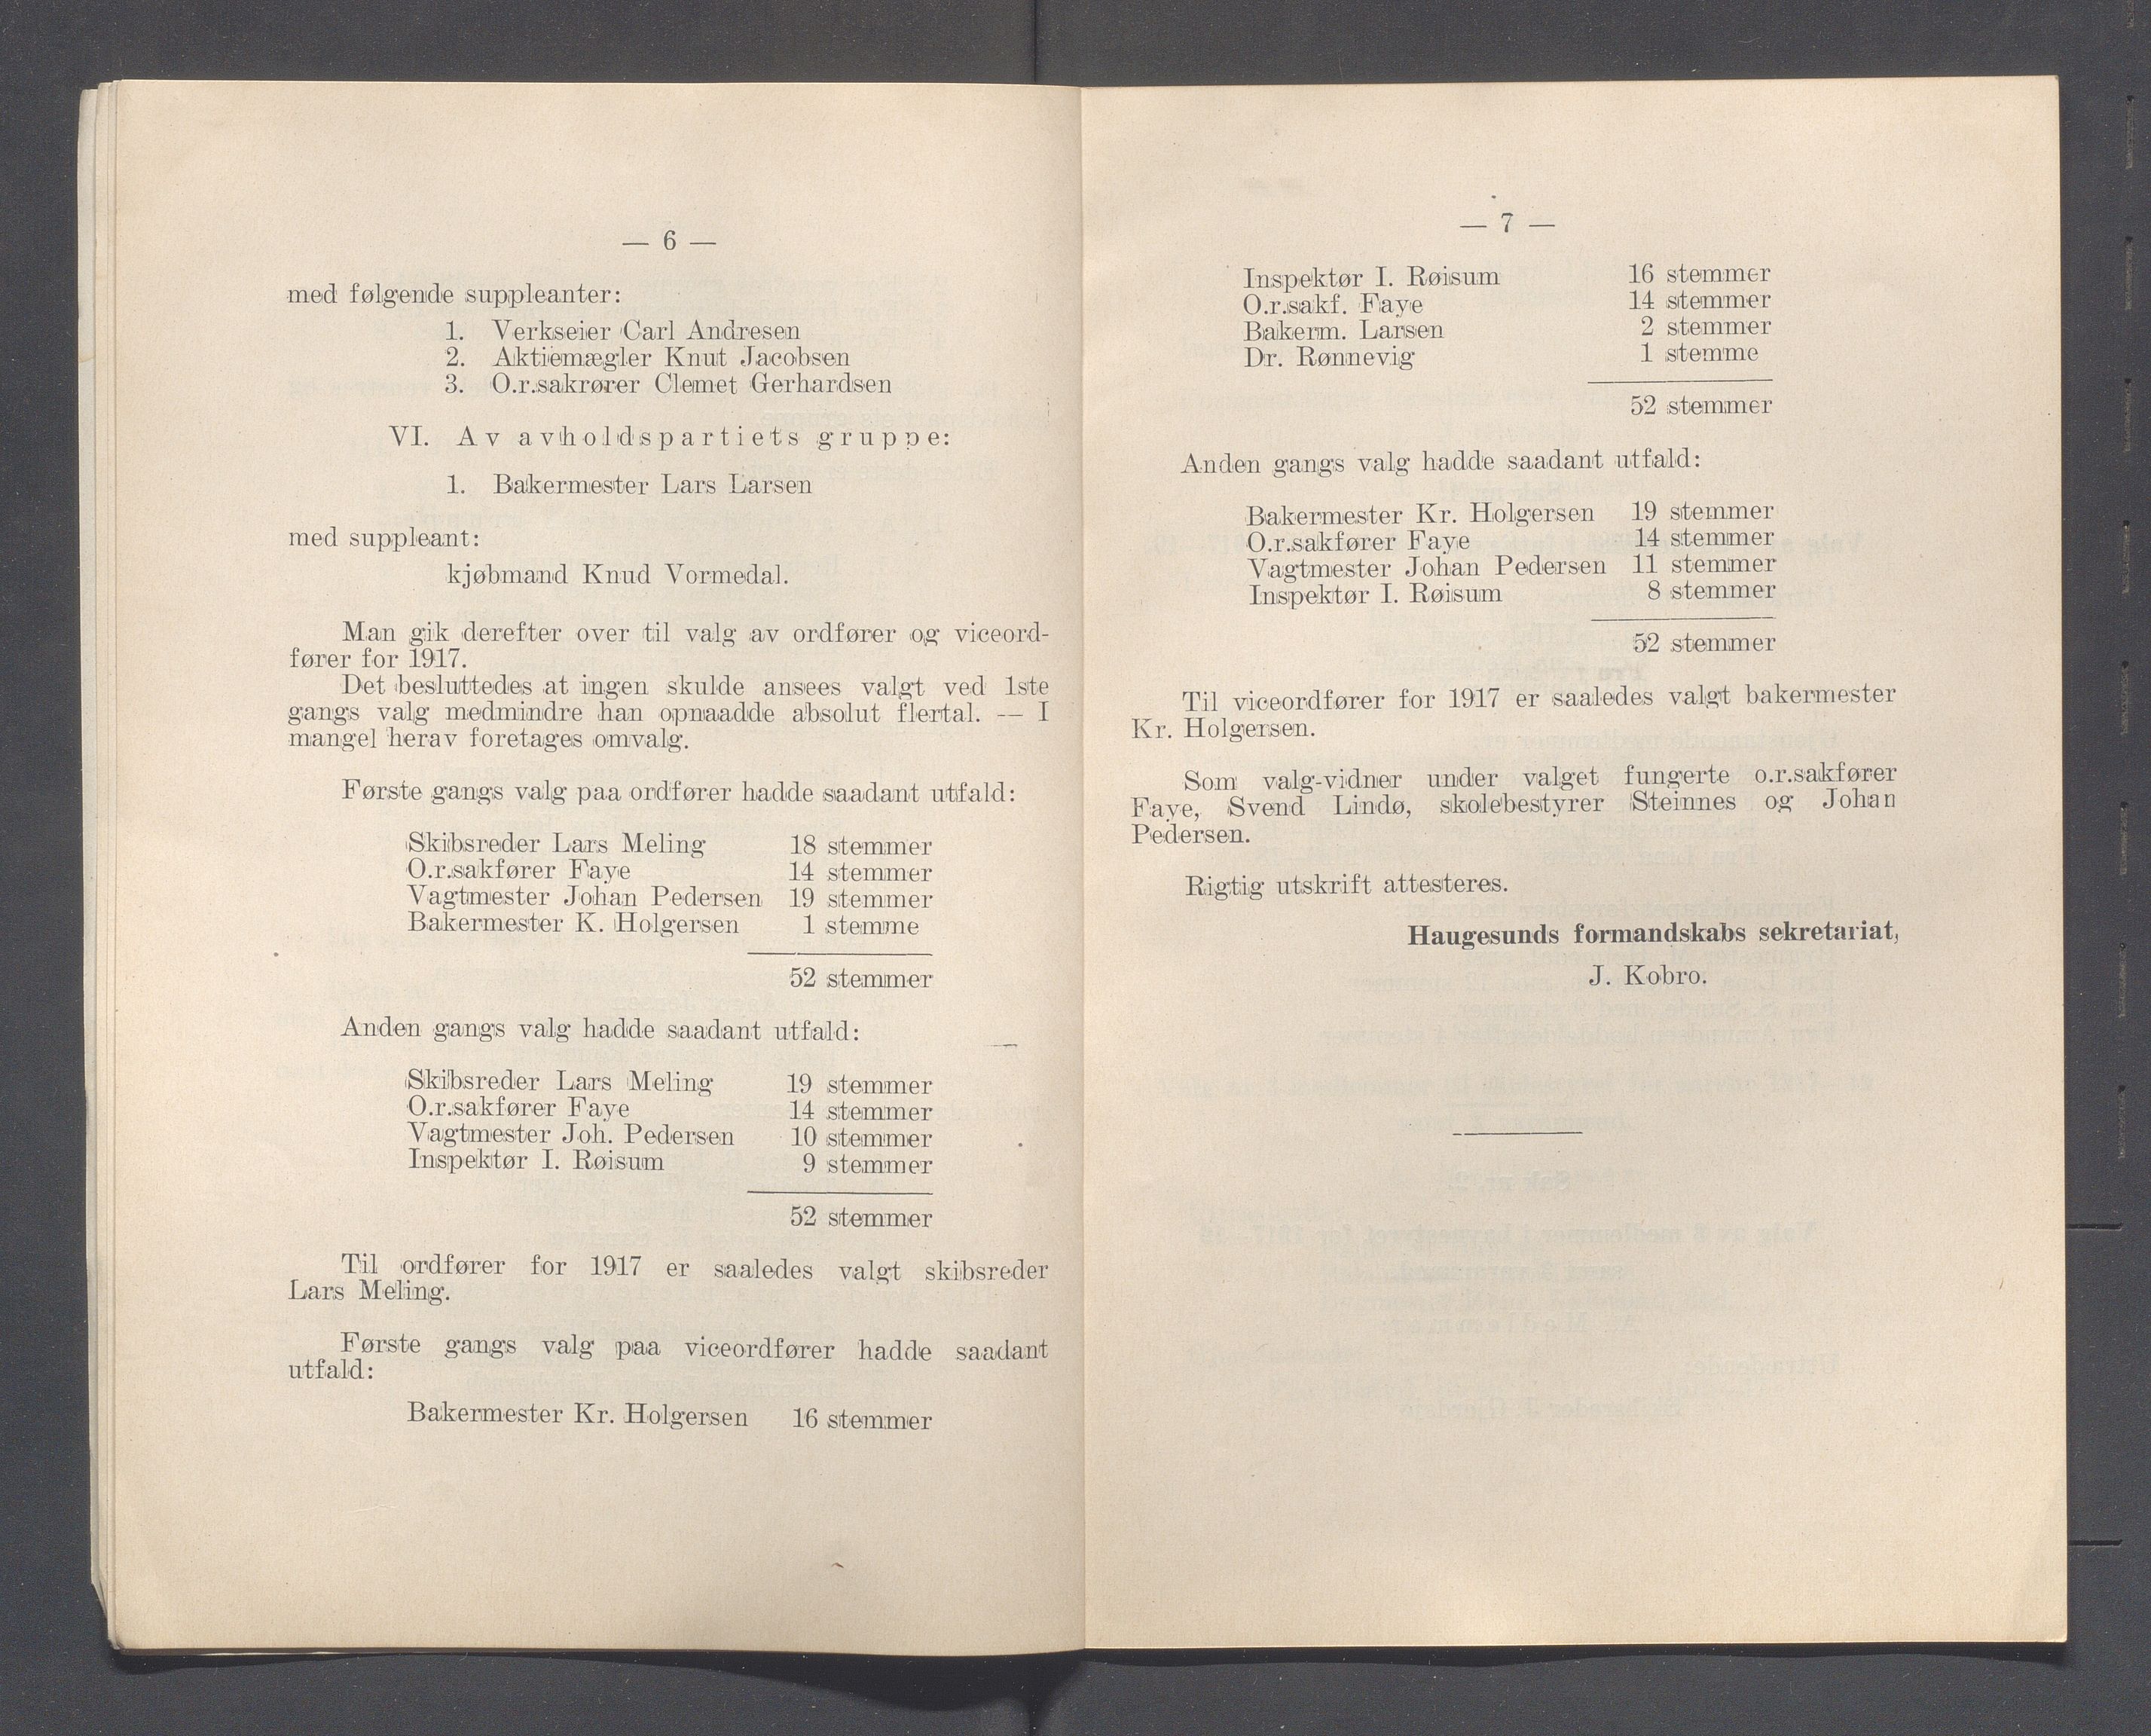 — 6 —
med følgende suppleanter:
1. Verkseier Carl Andresen
2. Aktiemægler Knut Jacobsen
3. O.r.sakrører Clemet Gerhardsen
VI. Av avholdspartiets gruppe:
1. Bakermester Lars Larsen
med suppleant:
kjøbmand Knud Vormedal.
Man gik derefter over til valg av ordfører og viceord-
fører for 1917.
Det besluttedes at ingen skulde ansees valgt ved 1ste
gangs valg medmindre han opnaadde absolut flertal. — I
mangel herav foretages omvalg.
Første gangs valg paa ordfører hadde saadant utfald:
Skibsreder Lars Meling 18 stemmer
O.r.sakfører Faye 14 stemmer
Vagtmester Johan Pedersen 19 stemmer
Bakermester K. Holgersen 1 stemme
52 stemmer
Anden gangs valg hadde saadant utfald:
Skibsreder Lars Meling 19 stemmer
O.r.sakfører Faye 14 stemmer
Vagtmester Joh. Pedersen 10 stemmer
Inspektør I. Røisum 9 stemmer
52 stemmer
Til ordfører for 1917 er saaledes valgt skibsreder
Lars Meling.
Første gangs valg paa viceordfører hadde saadant
utfald:
Bakermester Kr. Holgersen 16 stemmer
— 7 —
Inspektør I. Røisum 16 stemmer
O.r.sakf. Faye 14 stemmer
Bakerm. Larsen 2 stemmer
Dr. Rønnevig 1 stemme
52 stemmer
Anden gangs valg hadde saadant utfald:
Bakermester Kr. Holgersen 19 stemmer
O.r.sakfører Faye 14 stemmer
Vagtmester Johan Pedersen 11 stemmer
Inspektør I. Røisum 8 stemmer
52 stemmer
Til viceordfører for 1917 er saaledes valgt bakermester
Kr. Holgersen.
Som valg-vidner under valget fungerte o.r.sakfører
Faye, Svend Lindø, skolebestyrer Steinnes og Johan
Pedersen.
Rigtig utskrift attesteres.
Haugesunds formandskabs sekretariat,
J. Kobro.